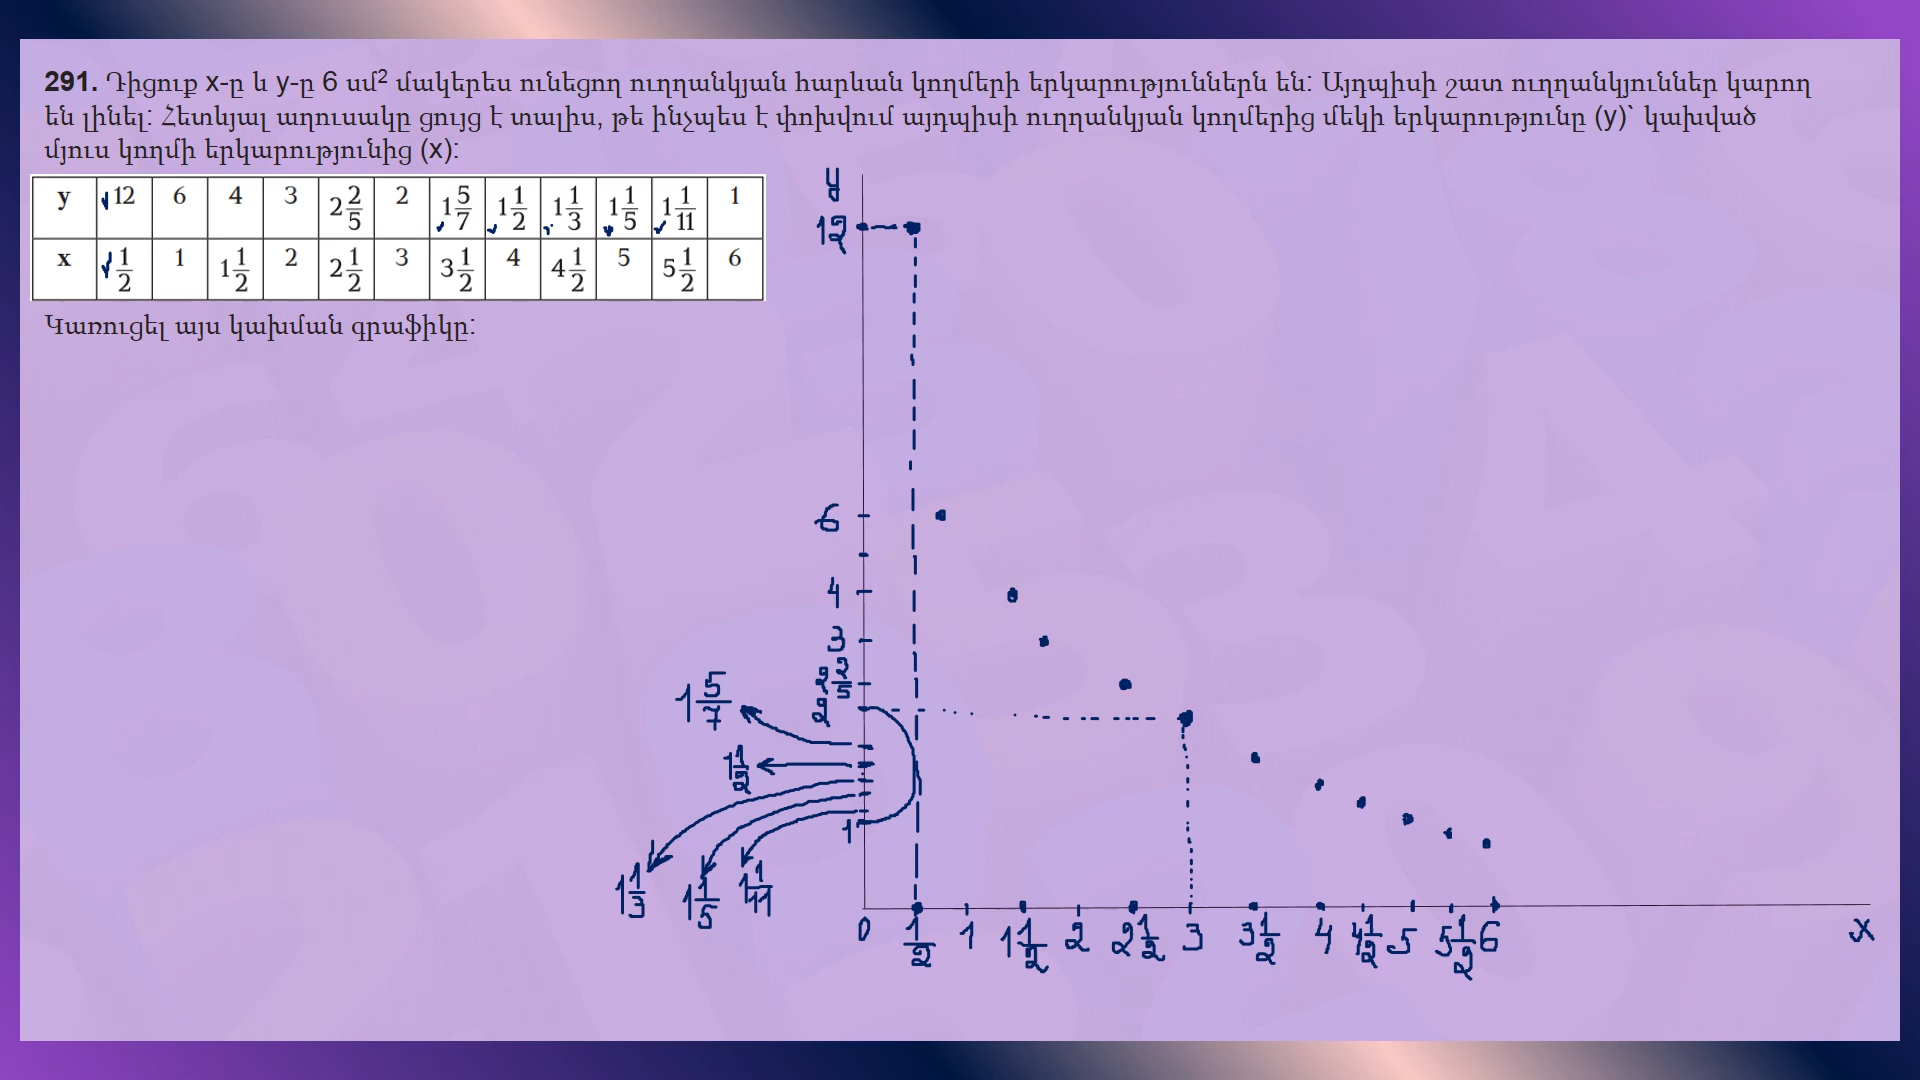 291. Դիցուք x-ը և y-ը 6 սմ² մակերես ունեցող ուղղանկյան հարևան կողմերի երկարություններն են: Այդպիսի շատ ուղղանկյուններ կարող
են լինել: Հետևյալ աղուսակը ցույց է տալիս, թե ինչպես է փոխվում այդպիսի ուղղանկյան կողմերից մեկի երկարությունը (y)` կախված
մյուս կողմի երկարությունից (x):
y 12 6 4 3 2 2/5 2 1 5/7 1 1/2 1 1/3 1 1/5 1 1/11 1
x 1/2 1 1 1/2 2 2 1/2 3 3 1/2 4 4 1/2 5 5 1/2 6
Կառուցել այս կախման գրաֆիկը:
y
12
6
4
3
2 2/5
2
1 5/7
1 1/2
1
1 1/3 1 1/5 1 1/11
0 1/2 1 1 1/2 2 2 1/2 3 3 1/2 4 4 1/2 5 5 1/2 6 x